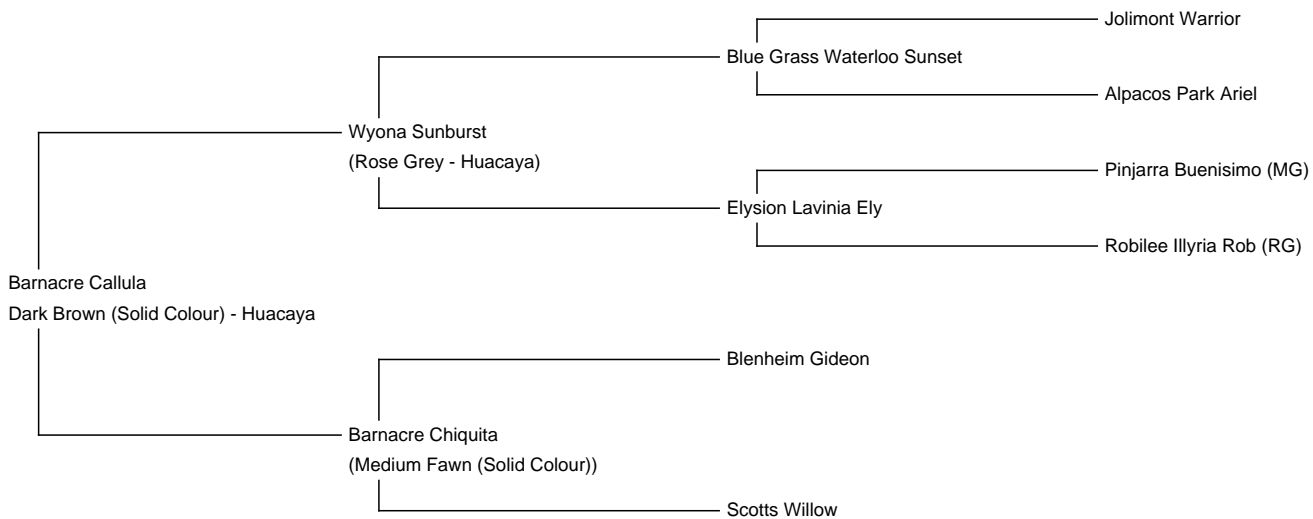 Jolimont Warrior
Blue Grass Waterloo Sunset
Alpacos Park Ariel
Wyona Sunburst
(Rose Grey - Huacaya)
Pinjarra Buenisimo (MG)
Elysion Lavinia Ely
Robilee Illyria Rob (RG)
Barnacre Callula
Dark Brown (Solid Colour) - Huacaya
Blenheim Gideon
Barnacre Chiquita
(Medium Fawn (Solid Colour))
Scotts Willow